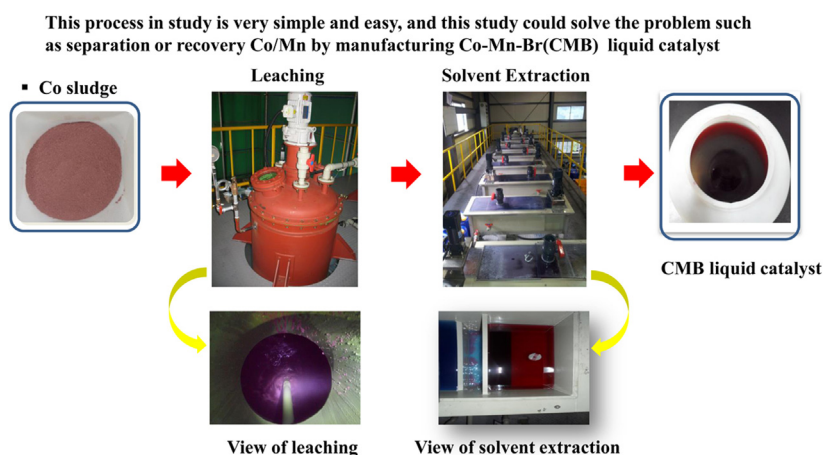 This process in study is very simple and easy, and this study could solve the problem such
as separation or recovery Co/Mn by manufacturing Co-Mn-Br(CMB) liquid catalyst
▪ Co sludge
Leaching
Solvent Extraction
CMB liquid catalyst
View of leaching
View of solvent extraction